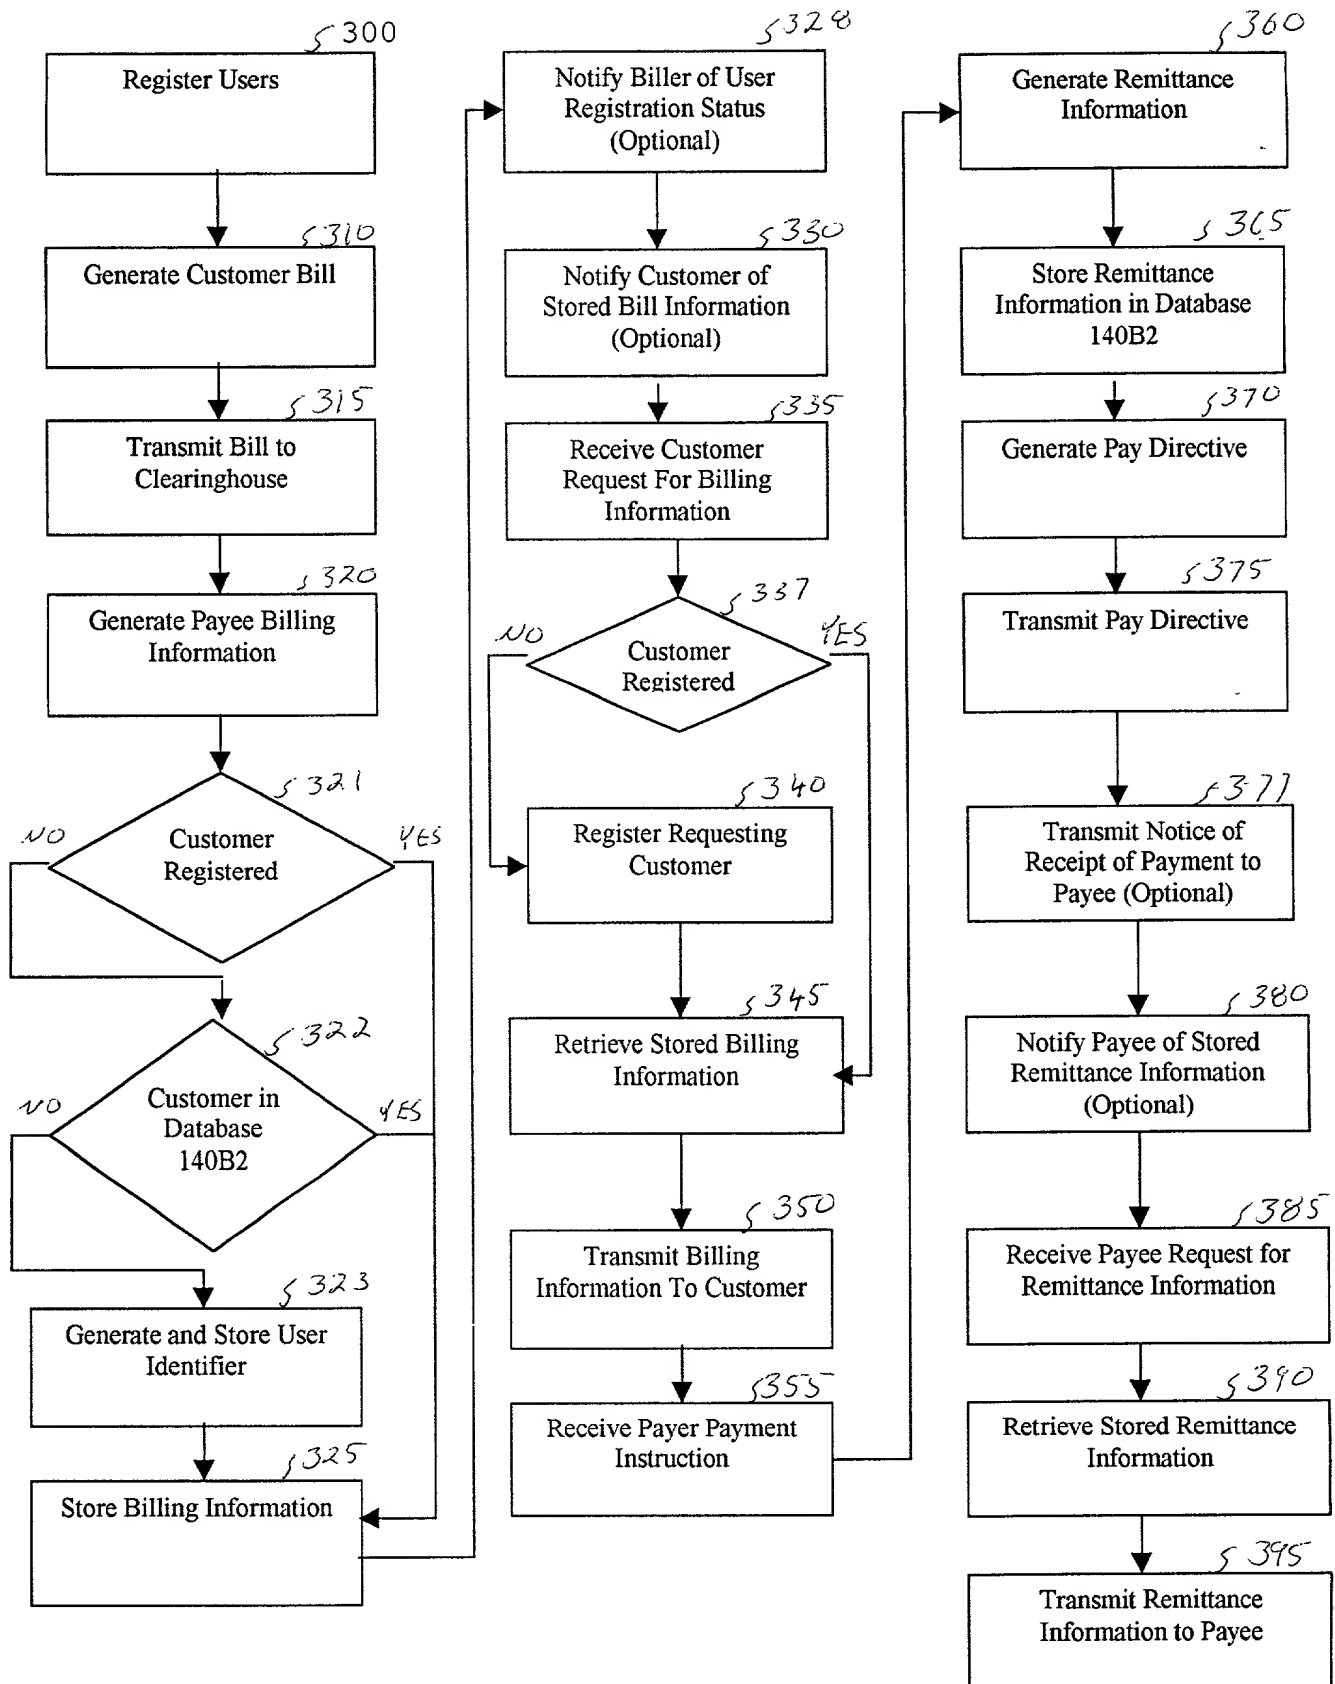 300
Register Users
310
Generate Customer Bill
315
Transmit Bill to
Clearinghouse
320
Generate Payee Billing
Information
321
NO
YES
Customer
Registered
322
NO
YES
Customer in
Database
140B2
323
Generate and Store User
Identifier
325
Store Billing Information
328
Notify Biller of User
Registration Status
(Optional)
330
Notify Customer of
Stored Bill Information
(Optional)
335
Receive Customer
Request For Billing
Information
337
NO
YES
Customer
Registered
340
Register Requesting
Customer
345
Retrieve Stored Billing
Information
350
Transmit Billing
Information To Customer
355
Receive Payer Payment
Instruction
360
Generate Remittance
Information
365
Store Remittance
Information in Database
140B2
370
Generate Pay Directive
375
Transmit Pay Directive
377
Transmit Notice of
Receipt of Payment to
Payee (Optional)
380
Notify Payee of Stored
Remittance Information
(Optional)
385
Receive Payee Request for
Remittance Information
390
Retrieve Stored Remittance
Information
395
Transmit Remittance
Information to Payee